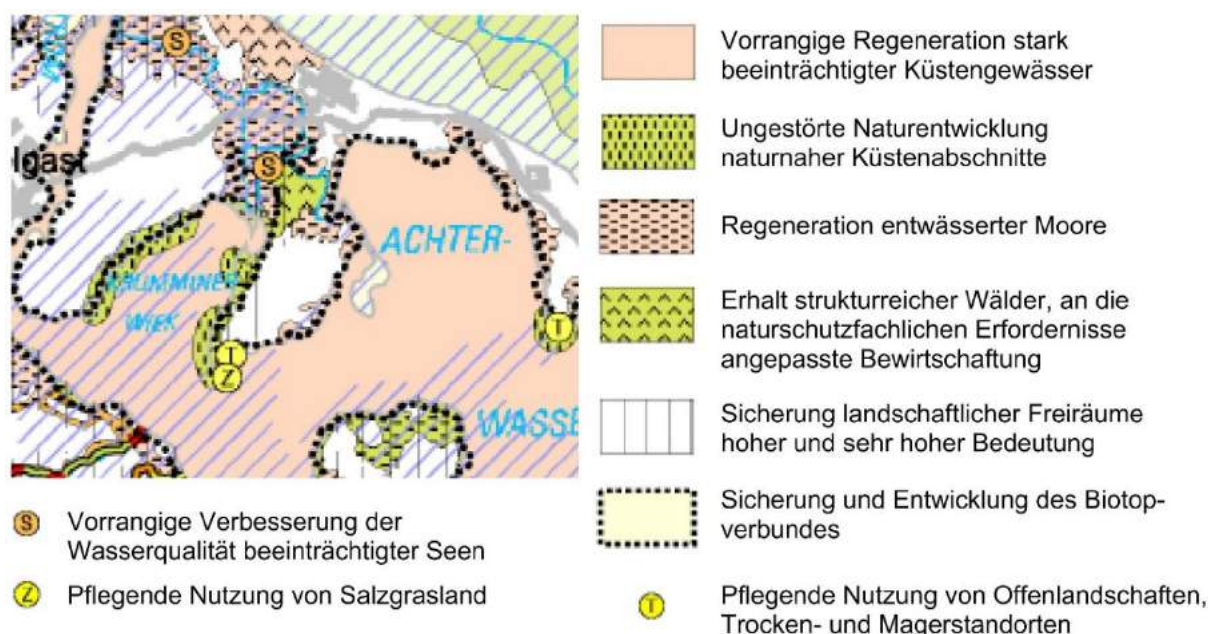 S
S
lgast
ACHTER-
KRUMMINER
WIEK
T
T
Z
WASSE
S Vorrangige Verbesserung der
Wasserqualität beeinträchtigter Seen
Z Pflegende Nutzung von Salzgrasland
Vorrangige Regeneration stark
beeinträchtigter Küstengewässer
Ungestörte Naturentwicklung
naturnaher Küstenabschnitte
Regeneration entwässerter Moore
Erhalt strukturreicher Wälder, an die
naturschutzfachlichen Erfordernisse
angepasste Bewirtschaftung
Sicherung landschaftlicher Freiräume
hoher und sehr hoher Bedeutung
Sicherung und Entwicklung des Biotop-
verbundes
T Pflegende Nutzung von Offenlandschaften,
Trocken- und Magerstandorten